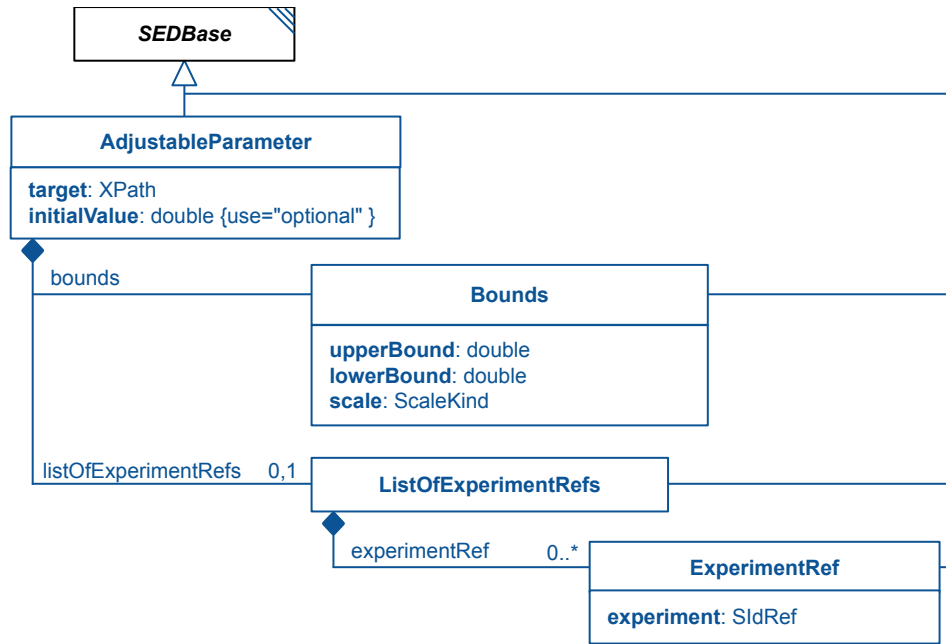 SEDBase
AdjustableParameter
target: XPath
initialValue: double {use="optional" }
bounds
Bounds
upperBound: double
lowerBound: double
scale: ScaleKind
listOfExperimentRefs 0,1
ListOfExperimentRefs
experimentRef 0..*
ExperimentRef
experiment: SIdRef